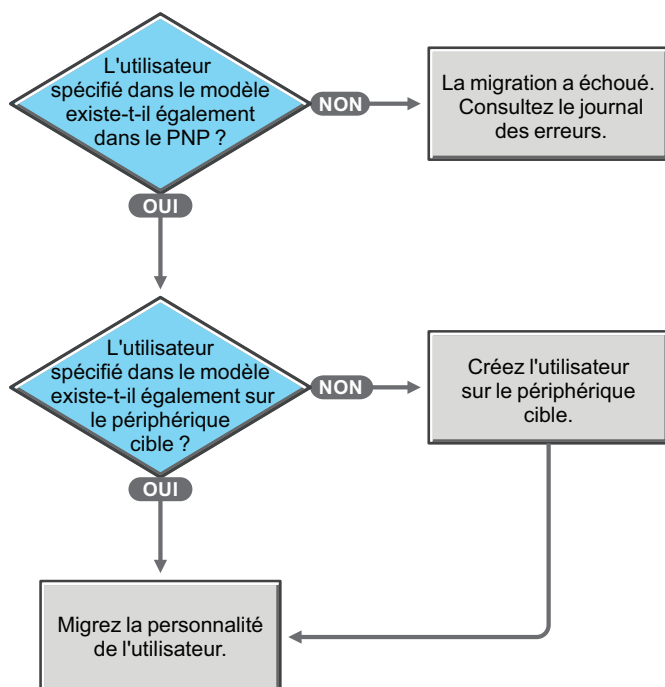 L'utilisateur
spécifié dans le modèle
existe-t-il également
dans le PNP ?
NON
La migration a échoué.
Consultez le journal
des erreurs.
OUI
L'utilisateur
spécifié dans le modèle
existe-t-il également sur
le périphérique
cible ?
NON
Créez l'utilisateur
sur le périphérique
cible.
OUI
Migrez la personnalité
de l'utilisateur.